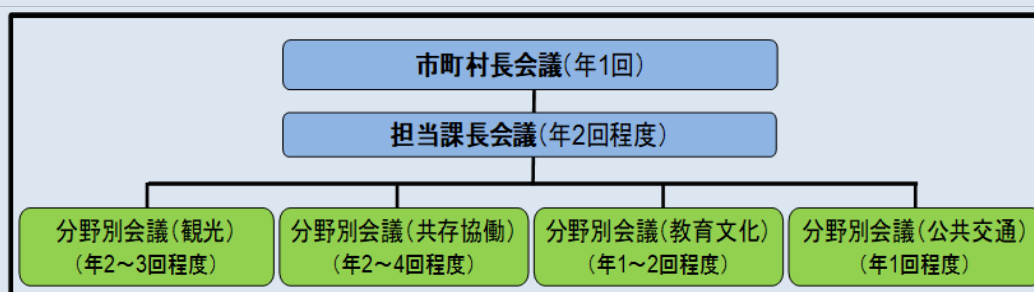 市町村長会議(年1回)
担当課長会議(年2回程度)
分野別会議(観光)
(年2～3回程度)
分野別会議(共存協働)
(年2～4回程度)
分野別会議(教育文化)
(年1～2回程度)
分野別会議(公共交通)
(年1回程度)